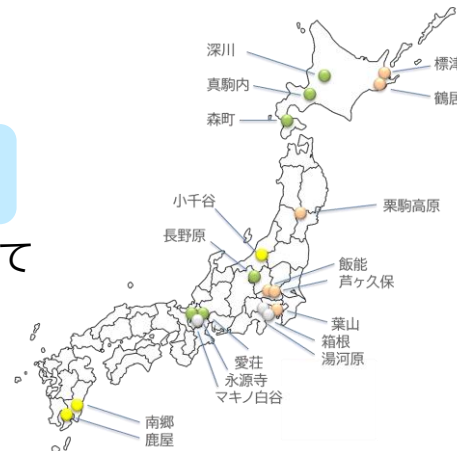 深川
標津
真駒内
鶴居
森町
小千谷
栗駒高原
長野原
て
飯能
芦ヶ久保
葉山
箱根
湯河原
愛荘
永源寺
マキノ白谷
南郷
鹿屋